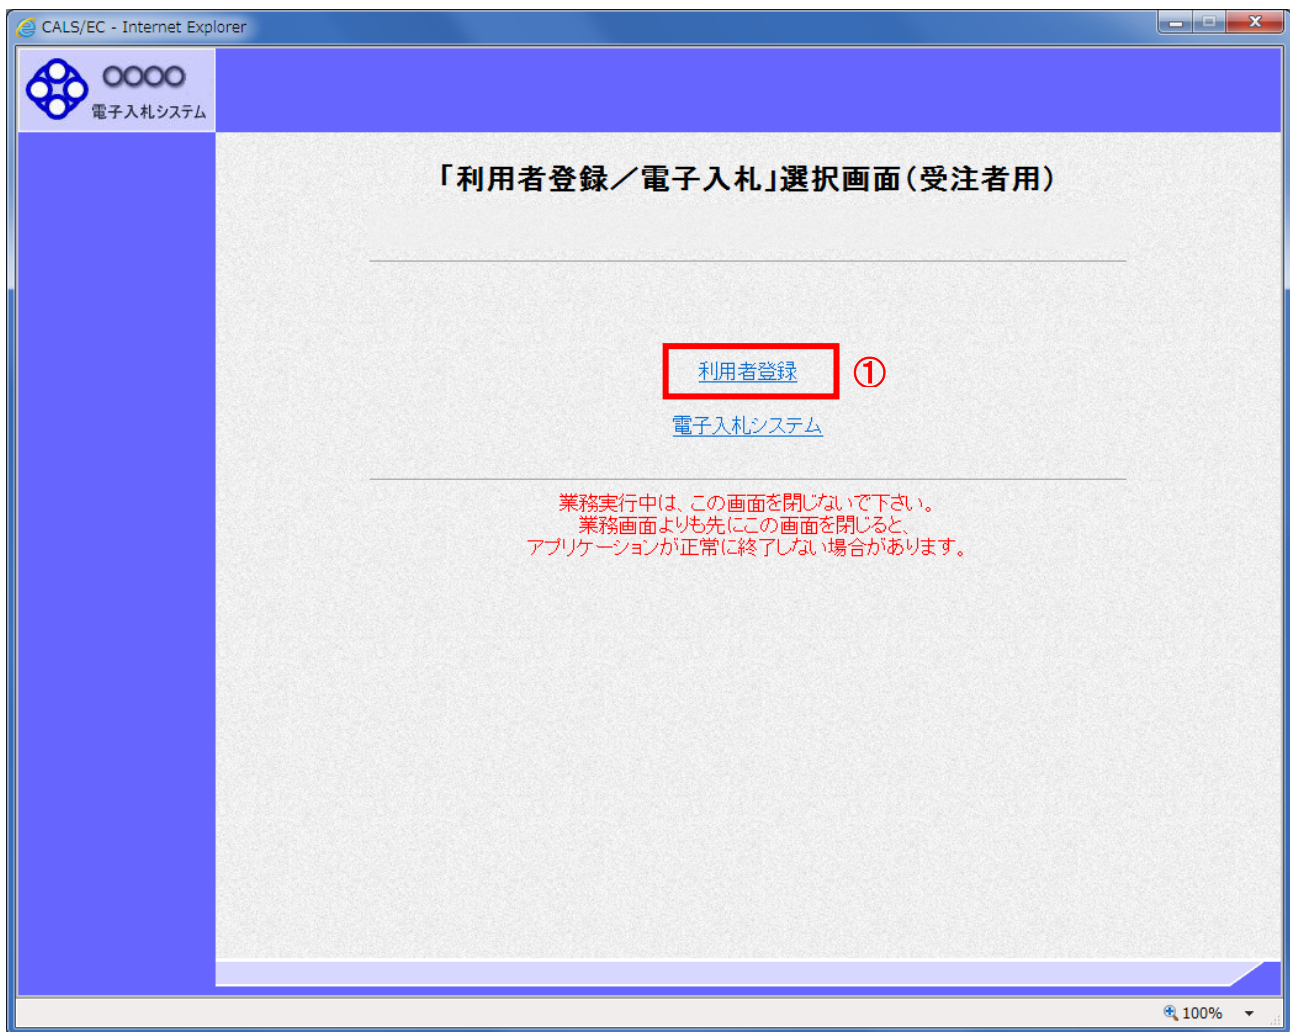 CALS/EC - Internet Explorer
〇〇〇〇
電子入札システム
「利用者登録／電子入札」選択画面（受注者用）
利用者登録 ①
電子入札システム
業務実行中は、この画面を閉じないで下さい。
業務画面よりも先にこの画面を閉じると、
アプリケーションが正常に終了しない場合があります。
100%